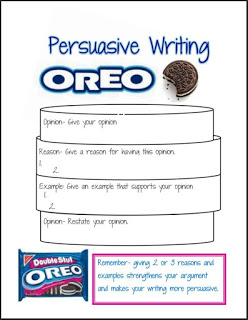 Persuasive Writing
OREO
Opinion- Give your opinion
Reason- Give a reason for having this opinion.
1.
2.
Example- Give an example that supports your opinion
1.
2.
Opinion- Restate your opinion.
Double Stuf
OREO
Remember- giving 2 or 3 reasons and
examples strengthens your argument
and makes your writing more persuasive.